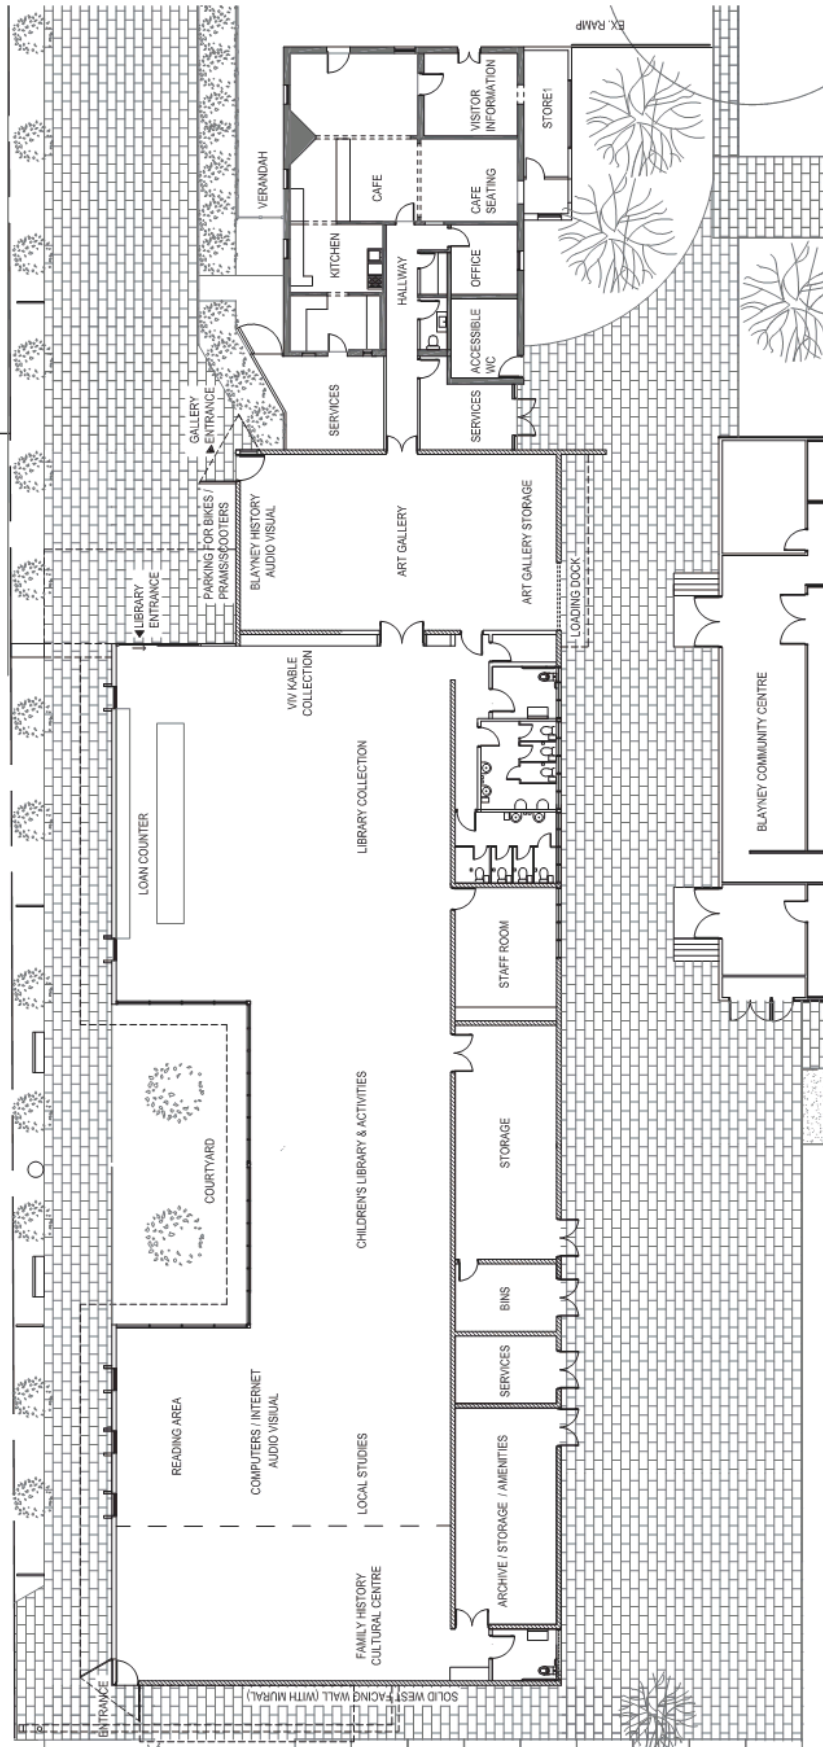 EX. RAMP
VERANDAH
CAFE
VISITOR
INFORMATION
STORE1
CAFE
SEATING
KITCHEN
HALLWAY
OFFICE
ACCESSIBLE
WC
SERVICES
SERVICES
GALLERY
ENTRANCE
PARKING FOR BIKES /
PRAMS/SCOOTERS
BLAYNEY HISTORY
AUDIO VISUAL
ART GALLERY
ART GALLERY STORAGE
LOADING DOCK
LIBRARY
ENTRANCE
VIV KABLE
COLLECTION
LOAN COUNTER
LIBRARY COLLECTION
BLAYNEY COMMUNITY CENTRE
STAFF ROOM
COURTYARD
CHILDREN'S LIBRARY & ACTIVITIES
STORAGE
BINS
SERVICES
READING AREA
COMPUTERS / INTERNET
AUDIO VISIUAL
LOCAL STUDIES
ARCHIVE / STORAGE / AMENITIES
FAMILY HISTORY
CULTURAL CENTRE
ENTRANCE
SOLID WEST FACING WALL (WITH MURAL)